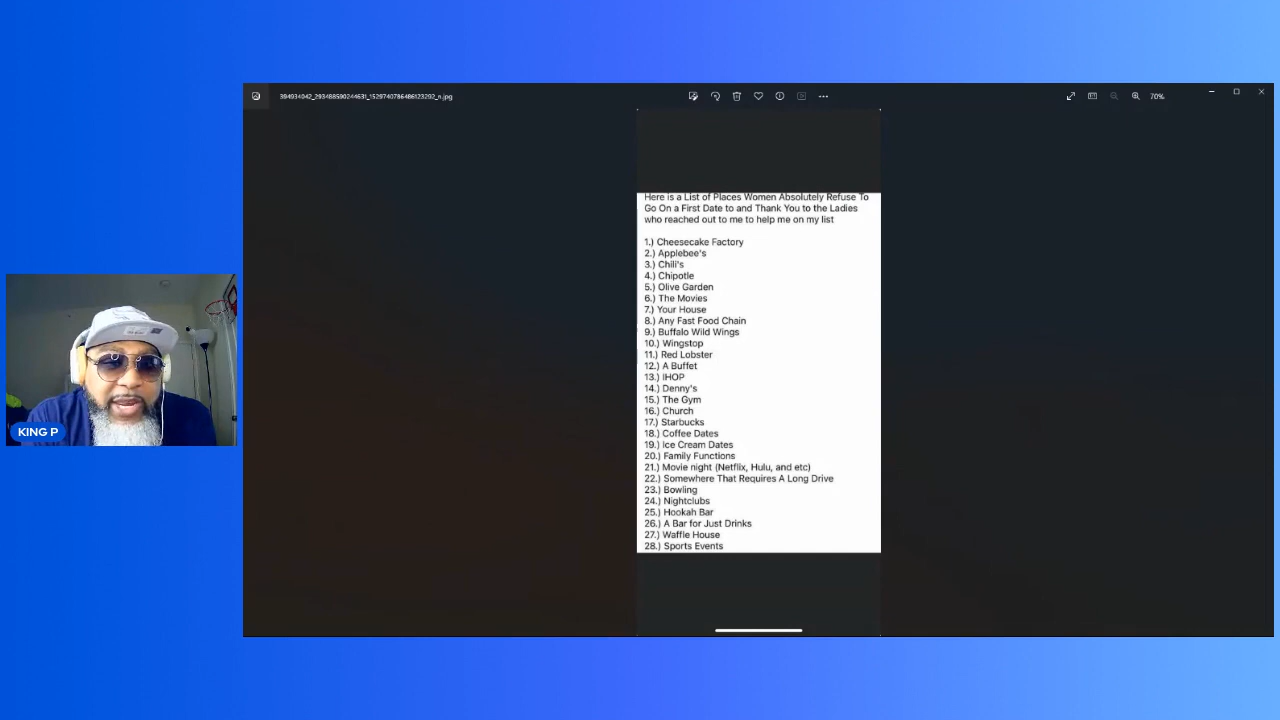 394934042_293488590244631_1529740786486123292_n.jpg
70%
Here is a List of Places Women Absolutely Refuse To
Go On a First Date to and Thank You to the Ladies
who reached out to me to help me on my list
1.) Cheesecake Factory
2.) Applebee's
3.) Chili's
4.) Chipotle
5.) Olive Garden
6.) The Movies
7.) Your House
8.) Any Fast Food Chain
9.) Buffalo Wild Wings
10.) Wingstop
11.) Red Lobster
12.) A Buffet
13.) IHOP
14.) Denny's
15.) The Gym
16.) Church
17.) Starbucks
18.) Coffee Dates
19.) Ice Cream Dates
20.) Family Functions
21.) Movie night (Netflix, Hulu, and etc)
22.) Somewhere That Requires A Long Drive
23.) Bowling
24.) Nightclubs
25.) Hookah Bar
26.) A Bar for Just Drinks
27.) Waffle House
28.) Sports Events
KING P